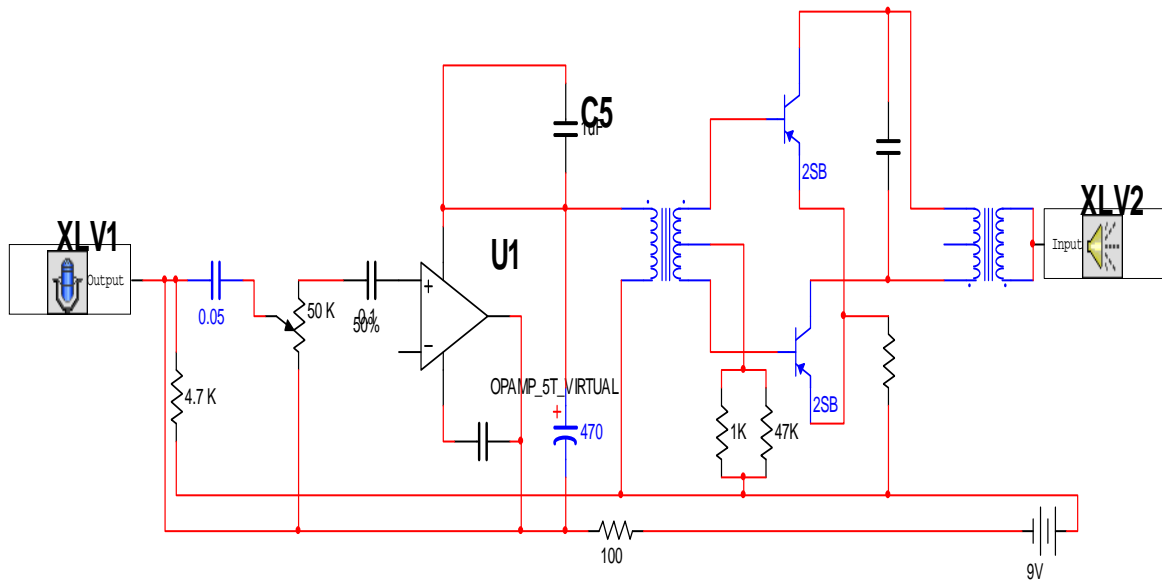 C5
1uF
2SB
XLV1
Output
U1
XLV2
Input
0.05
50 K
0.1
50%
+
−
OPAMP_5T_VIRTUAL
4.7 K
+
470
1K
47K
2SB
100
9V